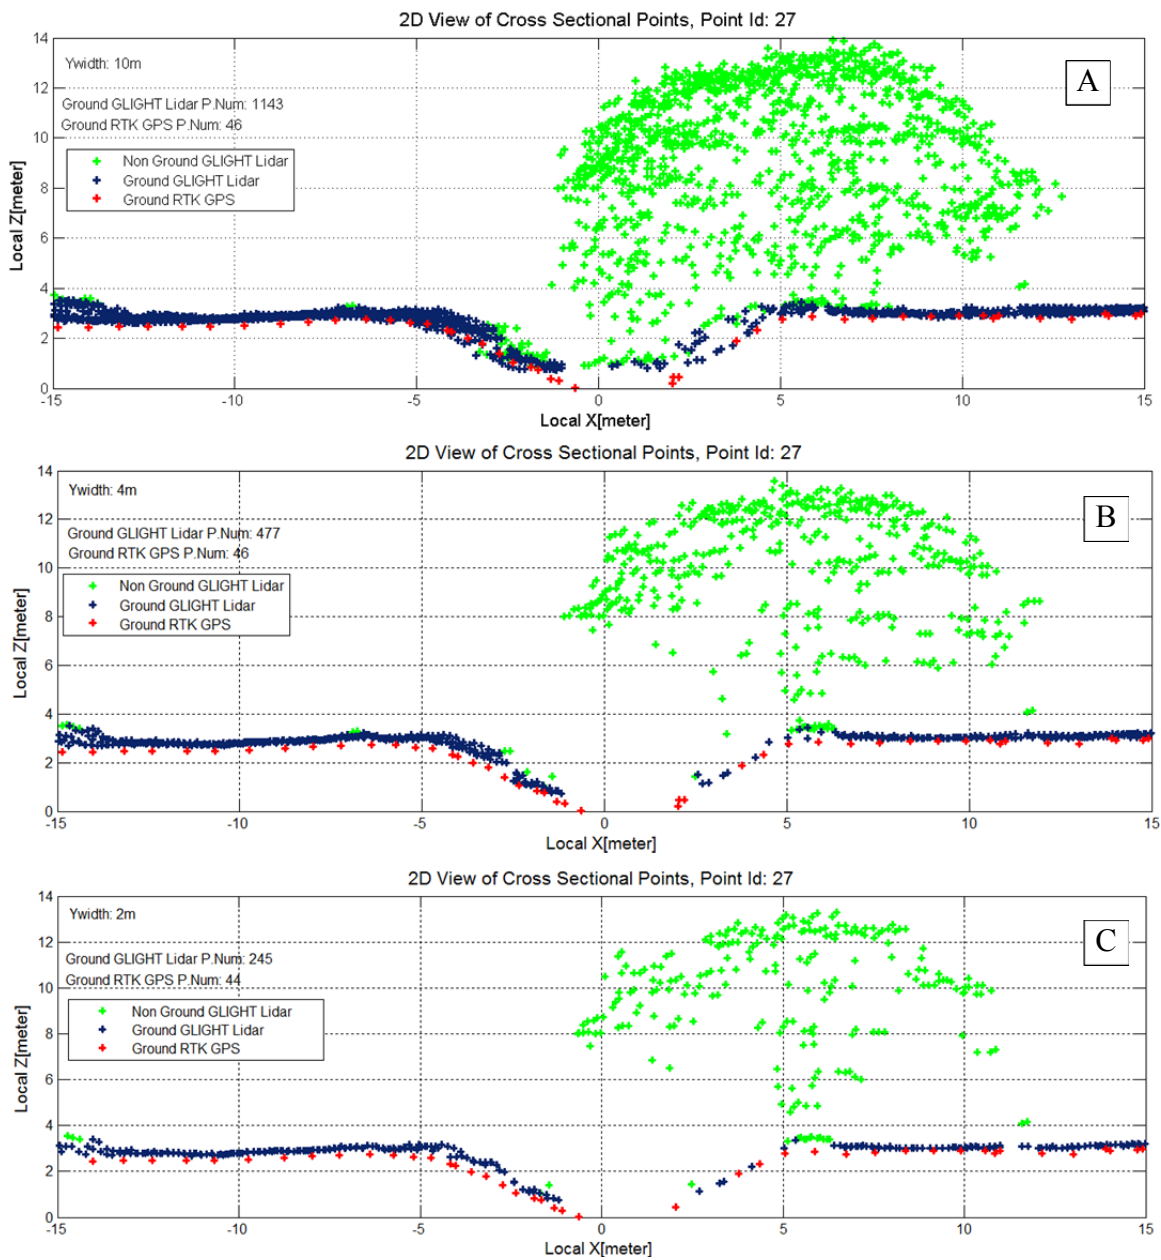 2D View of Cross Sectional Points, Point Id: 27
14
12
10
8
6
4
2
0
Local Z[meter]
Ywidth: 10m
Ground GLIGHT Lidar P.Num: 1143
Ground RTK GPS P.Num: 46
Non Ground GLIGHT Lidar
Ground GLIGHT Lidar
Ground RTK GPS
A
-15 -10 -5 0 5 10 15
Local X[meter]
2D View of Cross Sectional Points, Point Id: 27
14
12
10
8
6
4
2
0
Local Z[meter]
Ywidth: 4m
Ground GLIGHT Lidar P.Num: 477
Ground RTK GPS P.Num: 46
Non Ground GLIGHT Lidar
Ground GLIGHT Lidar
Ground RTK GPS
B
-15 -10 -5 0 5 10 15
Local X[meter]
2D View of Cross Sectional Points, Point Id: 27
14
12
10
8
6
4
2
0
Local Z[meter]
Ywidth: 2m
Ground GLIGHT Lidar P.Num: 245
Ground RTK GPS P.Num: 44
Non Ground GLIGHT Lidar
Ground GLIGHT Lidar
Ground RTK GPS
C
-15 -10 -5 0 5 10 15
Local X[meter]